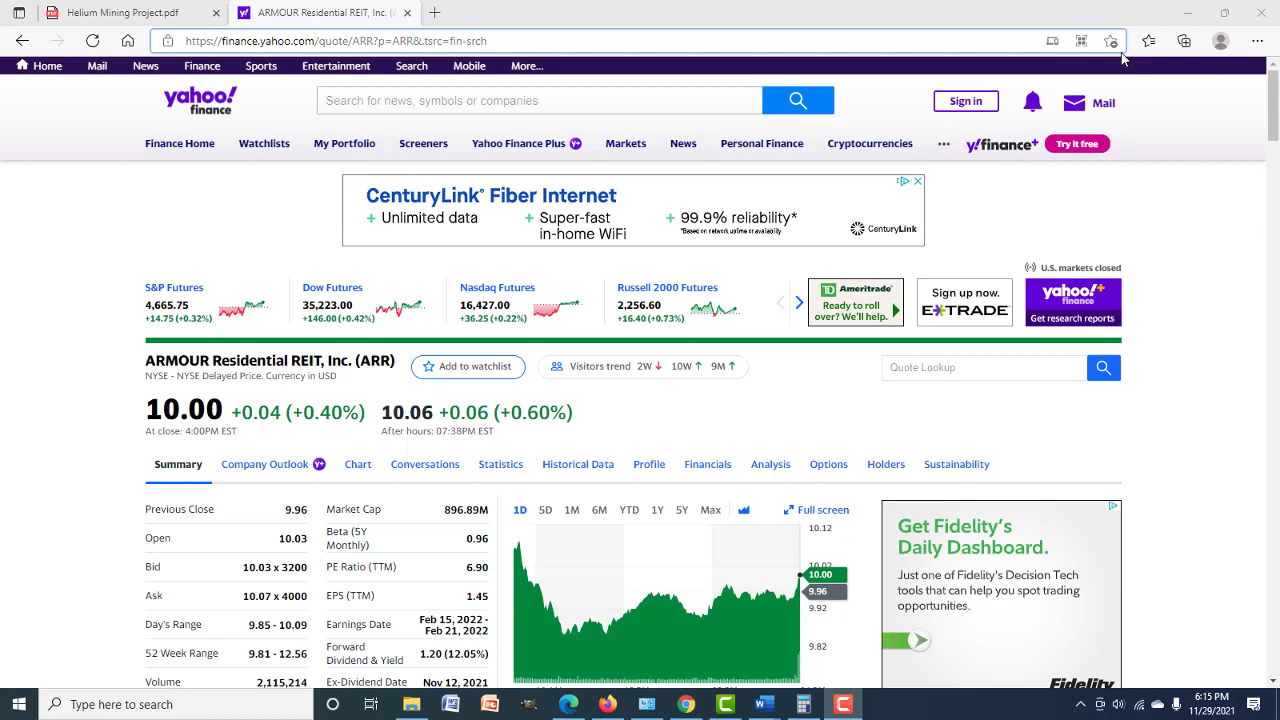 Helium Mining Project
ARMOUR Residential REIT, Inc. (A
https://finance.yahoo.com/quote/ARR?p=ARR&tsrc=fin-srch
Home Mail News Finance Sports Entertainment Search Mobile More...
yahoo!
finance
Search for news, symbols or companies
Sign in
Mail
Finance Home Watchlists My Portfolio Screeners Yahoo Finance Plus Y+ Markets News Personal Finance Cryptocurrencies ••• y!finance+ Try it free
CenturyLink® Fiber Internet
+ Unlimited data + Super-fast in-home WiFi + 99.9% reliability*
*Based on network uptime or availability
CenturyLink
U.S. markets closed
S&P Futures
4,665.75
+14.75 (+0.32%)
Dow Futures
35,223.00
+146.00 (+0.42%)
Nasdaq Futures
16,427.00
+36.25 (+0.22%)
Russell 2000 Futures
2,256.60
+16.40 (+0.73%)
TD Ameritrade
Ready to roll
over? We'll help.
Sign up now.
E*TRADE
yahoo!+
finance
Get research reports
ARMOUR Residential REIT, Inc. (ARR)
NYSE - NYSE Delayed Price. Currency in USD
Add to watchlist
Visitors trend 2W ↓ 10W ↑ 9M ↑
Quote Lookup
10.00 +0.04 (+0.40%)
At close: 4:00PM EST
10.06 +0.06 (+0.60%)
After hours: 07:38PM EST
Summary Company Outlook Y+ Chart Conversations Statistics Historical Data Profile Financials Analysis Options Holders Sustainability
Previous Close 9.96
Open 10.03
Bid 10.03 x 3200
Ask 10.07 x 4000
Day's Range 9.85 - 10.09
52 Week Range 9.81 - 12.56
Volume 2,115,214
Market Cap 896.89M
Beta (5Y
Monthly) 0.96
PE Ratio (TTM) 6.90
EPS (TTM) 1.45
Earnings Date Feb 15, 2022 -
Feb 21, 2022
Forward
Dividend & Yield 1.20 (12.05%)
Ex-Dividend Date Nov 12, 2021
1D 5D 1M 6M YTD 1Y 5Y Max Full screen
10.12
10.02
10.00
9.96
9.92
9.82
Get Fidelity's
Daily Dashboard.
Just one of Fidelity's Decision Tech
tools that can help you spot trading
opportunities.
Fidelity
Type here to search
6:15 PM
11/29/2021